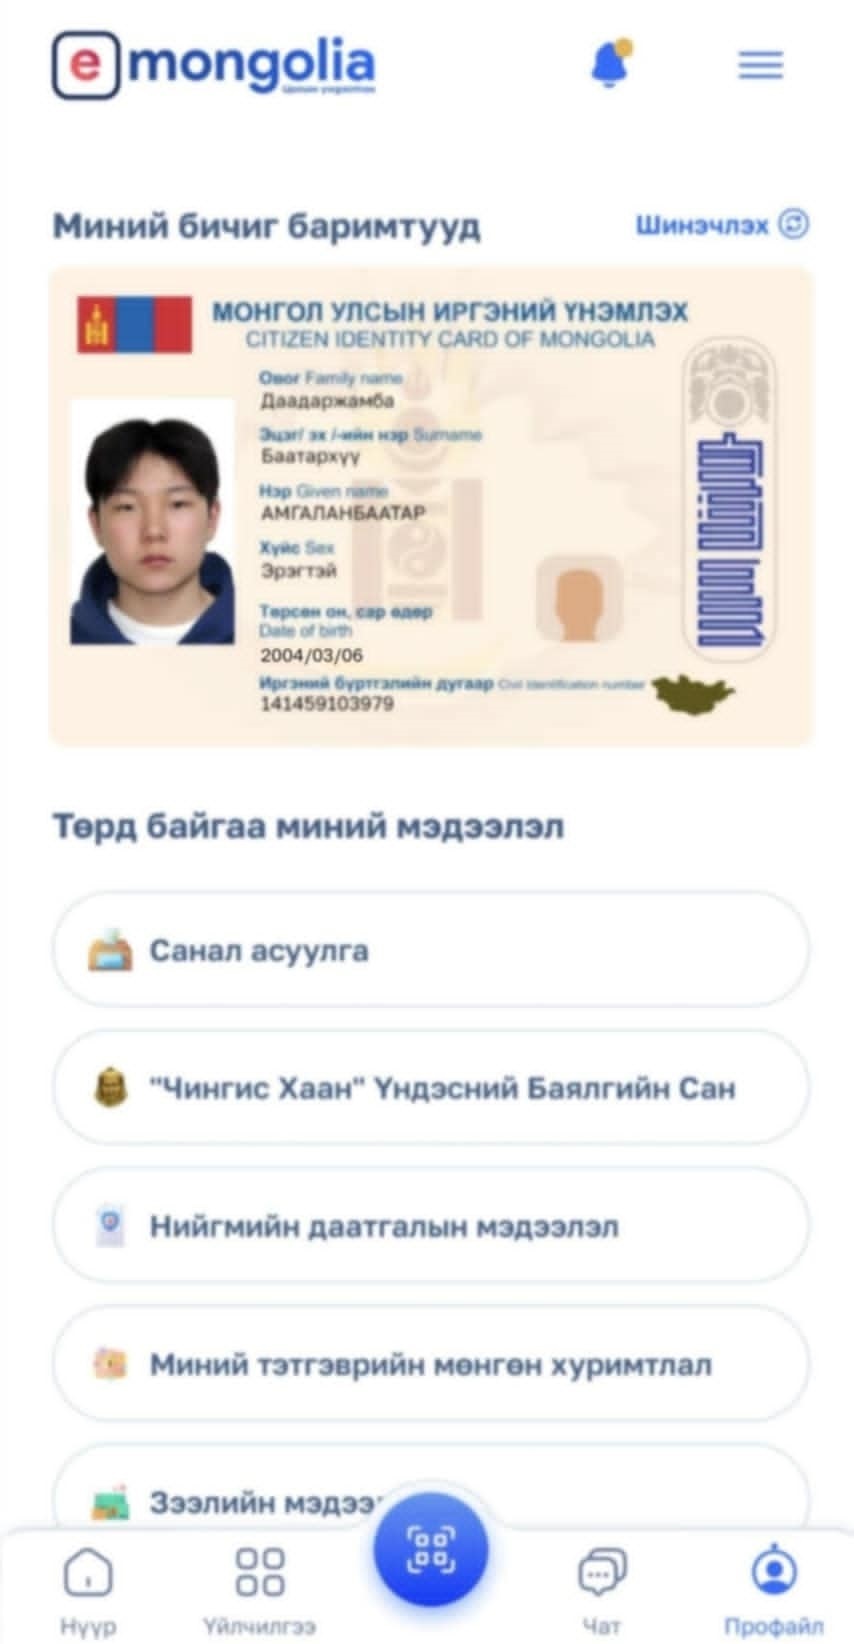 e mongolia
Миний бичиг баримтууд
Шинэчлэх
МОНГОЛ УЛСЫН ИРГЭНИЙ ҮНЭМЛЭХ
CITIZEN IDENTITY CARD OF MONGOLIA
Овог Family name
Даадаржамба
Эцэг/ эх /-ийн нэр Surname
Баатархүү
Нэр Given name
АМГАЛАНБААТАР
Хүйс Sex
Эрэгтэй
Төрсөн он, сар өдөр
Date of birth
2004/03/06
Иргэний бүртгэлийн дугаар Civil identification number
141459103979
Төрд байгаа миний мэдээлэл
Санал асуулга
"Чингис Хаан" Үндэсний Баялгийн Сан
Нийгмийн даатгалын мэдээлэл
Миний тэтгэврийн мөнгөн хуримтлал
Зээлийн
Нүүр
Үйлчилгээ
Чат
Профайл